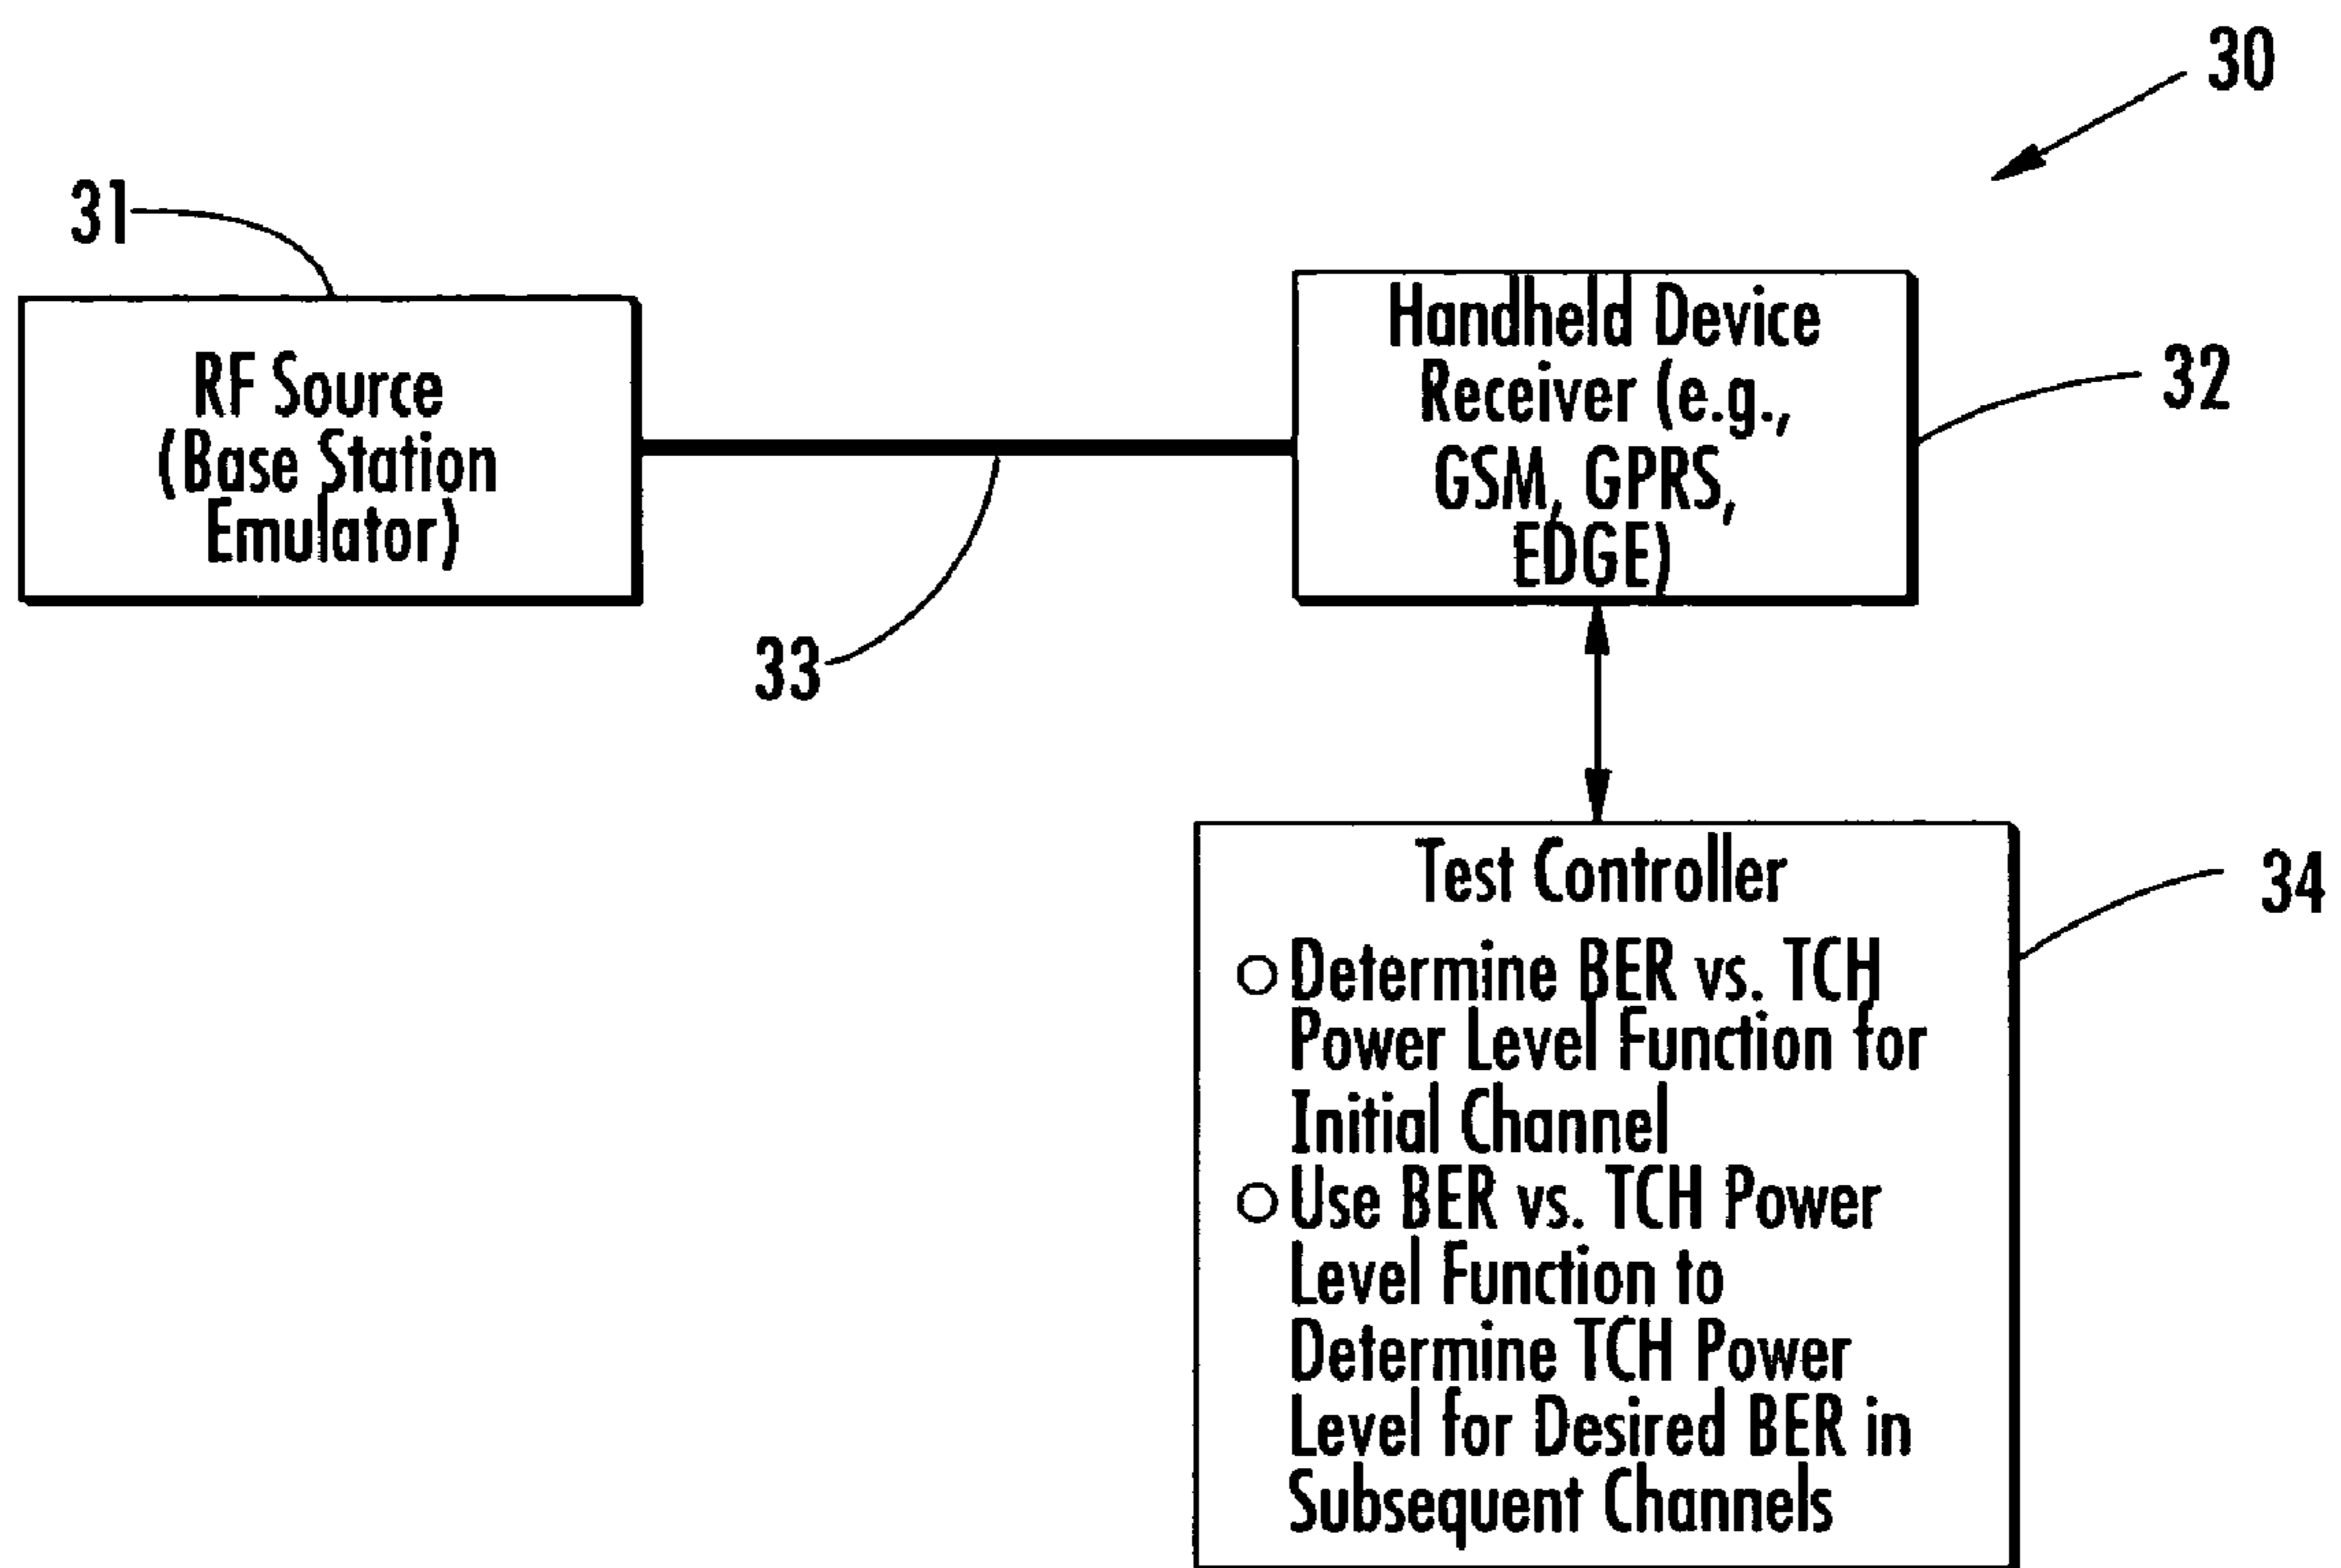 30
31
RF Source
(Base Station
Emulator)
Handheld Device
Receiver (e.g.,
GSM, GPRS,
EDGE)
32
33
Test Controller
34
○ Determine BER vs. TCH
Power Level Function for
Initial Channel
○ Use BER vs. TCH Power
Level Function to
Determine TCH Power
Level for Desired BER in
Subsequent Channels